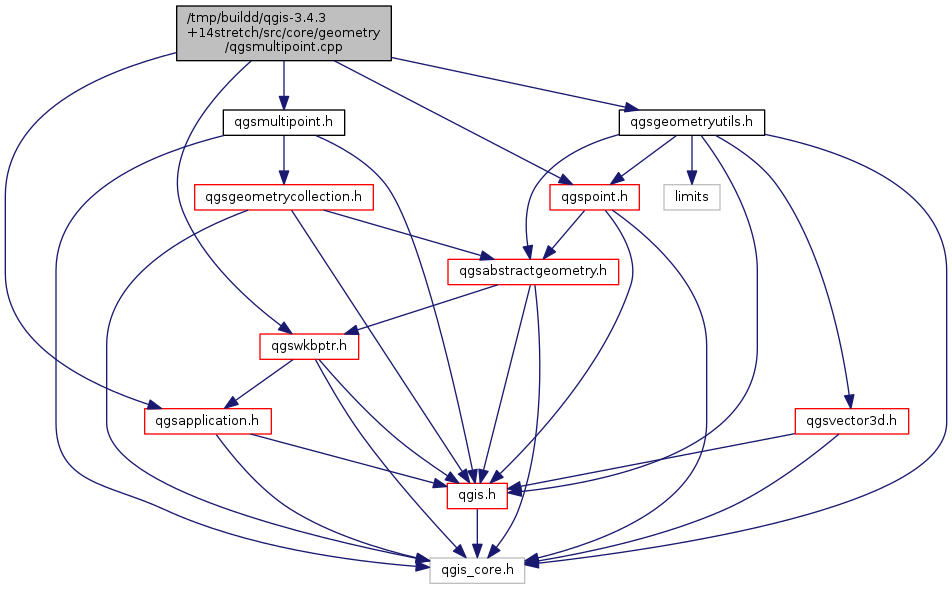 /tmp/buildd/qgis-3.4.3
+14stretch/src/core/geometry
/qgsmultipoint.cpp
qgsmultipoint.h
qgsgeometryutils.h
qgsgeometrycollection.h
qgspoint.h
limits
qgsabstractgeometry.h
qgswkbptr.h
qgsapplication.h
qgsvector3d.h
qgis.h
qgis_core.h